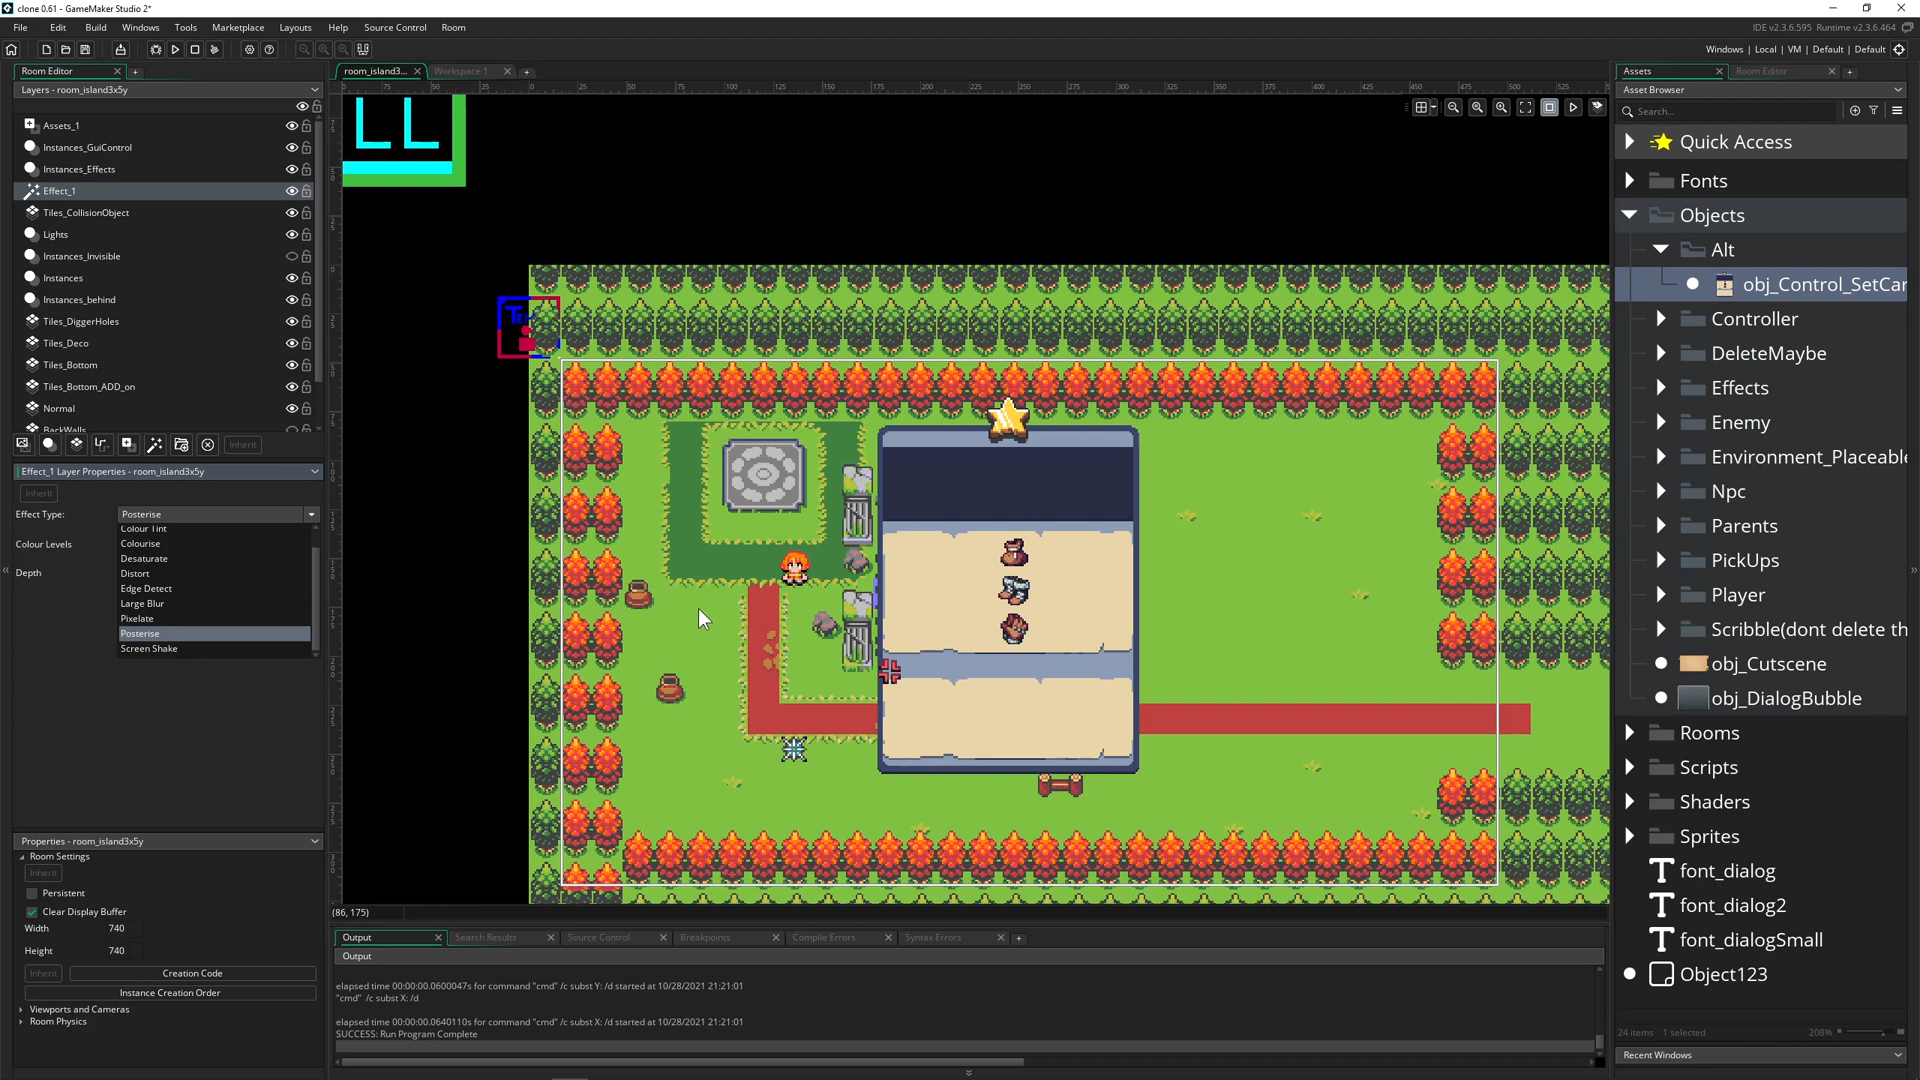 clone 0.61 - GameMaker Studio 2*
File Edit Build Windows Tools Marketplace Layouts Help Source Control Room
IDE v2.3.6.595 Runtime v2.3.6.464
Windows | Local | VM | Default | Default
Room Editor
room_island3... Workspace 1
Assets Room Editor
Layers - room_island3x5y
Asset Browser
Search...
Assets_1
Instances_GuiControl
Instances_Effects
Effect_1
Tiles_CollisionObject
Lights
Instances_Invisible
Instances
Instances_behind
Tiles_DiggerHoles
Tiles_Deco
Tiles_Bottom
Tiles_Bottom_ADD_on
Normal
BackWalls
Inherit
Effect_1 Layer Properties - room_island3x5y
Inherit
Effect Type: Posterise
Colour Levels
Depth
Colour Tint
Colourise
Desaturate
Distort
Edge Detect
Large Blur
Pixelate
Posterise
Screen Shake
Properties - room_island3x5y
Room Settings
Inherit
Persistent
Clear Display Buffer
Width 740
Height 740
Inherit Creation Code
Instance Creation Order
Viewports and Cameras
Room Physics
LL
(86, 175)
Output Search Results Source Control Breakpoints Compile Errors Syntax Errors
Output
elapsed time 00:00:00.0600047s for command "cmd" /c subst Y: /d started at 10/28/2021 21:21:01
"cmd" /c subst X: /d
elapsed time 00:00:00.0640110s for command "cmd" /c subst X: /d started at 10/28/2021 21:21:01
SUCCESS: Run Program Complete
Quick Access
Fonts
Objects
Alt
obj_Control_SetCar
Controller
DeleteMaybe
Effects
Enemy
Environment_Placeable
Npc
Parents
PickUps
Player
Scribble(dont delete th
obj_Cutscene
obj_DialogBubble
Rooms
Scripts
Shaders
Sprites
font_dialog
font_dialog2
font_dialogSmall
Object123
24 items 1 selected 208%
Recent Windows